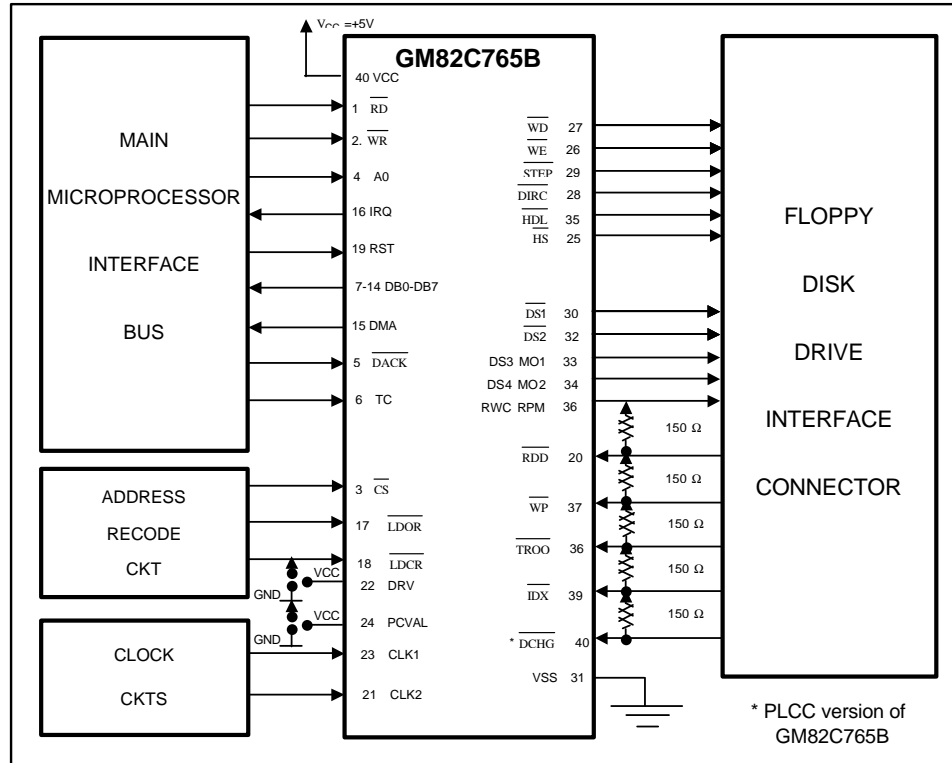 VCC =+5V
GM82C765B
40 VCC
MAIN
MICROPROCESSOR
INTERFACE
BUS
1 RD
2. WR
4 A0
16 IRQ
19 RST
7-14 DB0-DB7
15 DMA
5 DACK
6 TC
ADDRESS
RECODE
CKT
3 CS
17 LDOR
18 LDCR
VCC
22 DRV
GND
VCC
24 PCVAL
GND
CLOCK
CKTS
23 CLK1
21 CLK2
WD 27
WE 26
STEP 29
DIRC 28
HDL 35
HS 25
DS1 30
DS2 32
DS3 MO1 33
DS4 MO2 34
RWC RPM 36
150 Ω
RDD 20
150 Ω
WP 37
150 Ω
TROO 36
150 Ω
IDX 39
150 Ω
* DCHG 40
VSS 31
FLOPPY
DISK
DRIVE
INTERFACE
CONNECTOR
* PLCC version of
GM82C765B